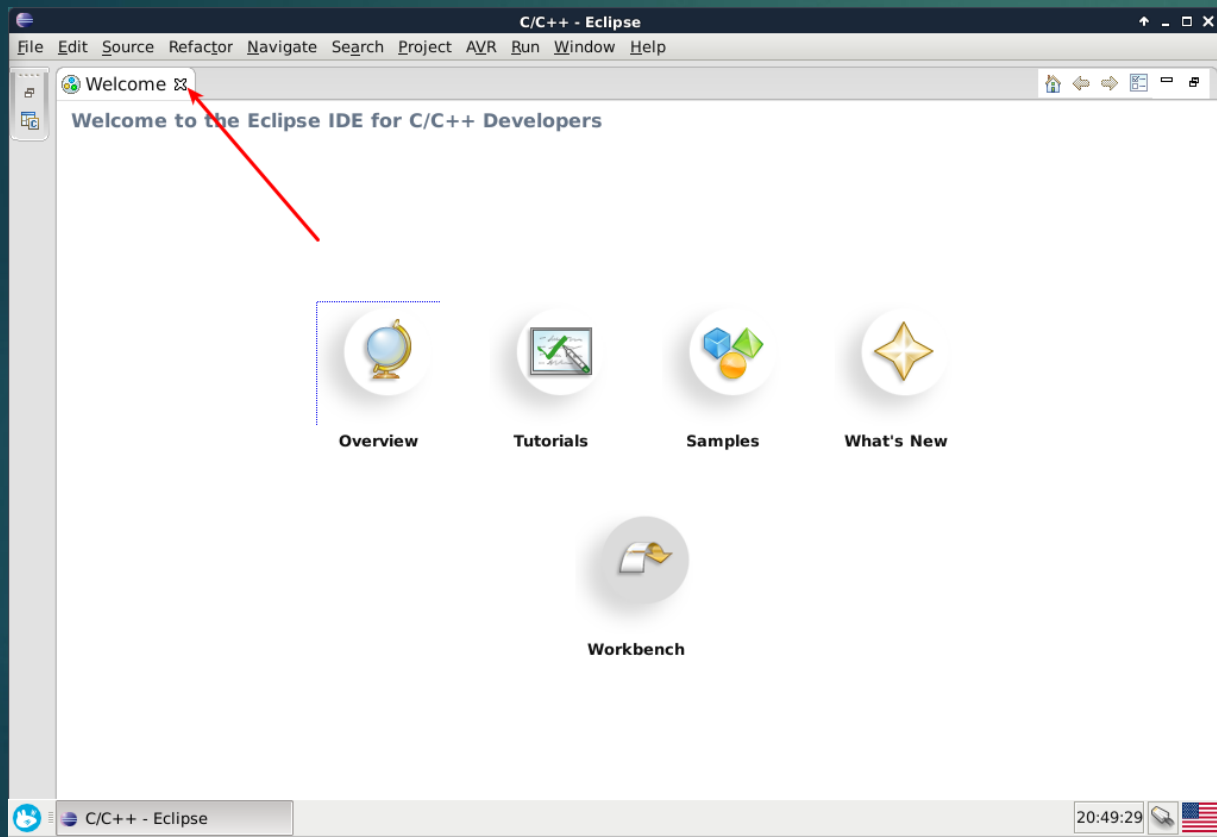 C/C++ - Eclipse
File Edit Source Refactor Navigate Search Project AVR Run Window Help
Welcome
Welcome to the Eclipse IDE for C/C++ Developers
Overview Tutorials Samples What's New
Workbench
C/C++ - Eclipse 20:49:29